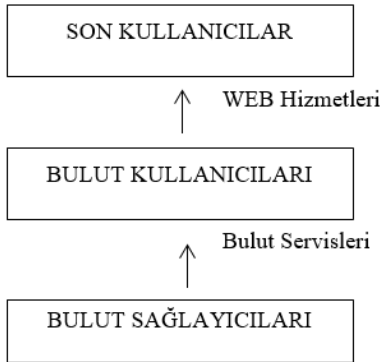 SON KULLANICILAR
WEB Hizmetleri
BULUT KULLANICILARI
Bulut Servisleri
BULUT SAĞLAYICILARI